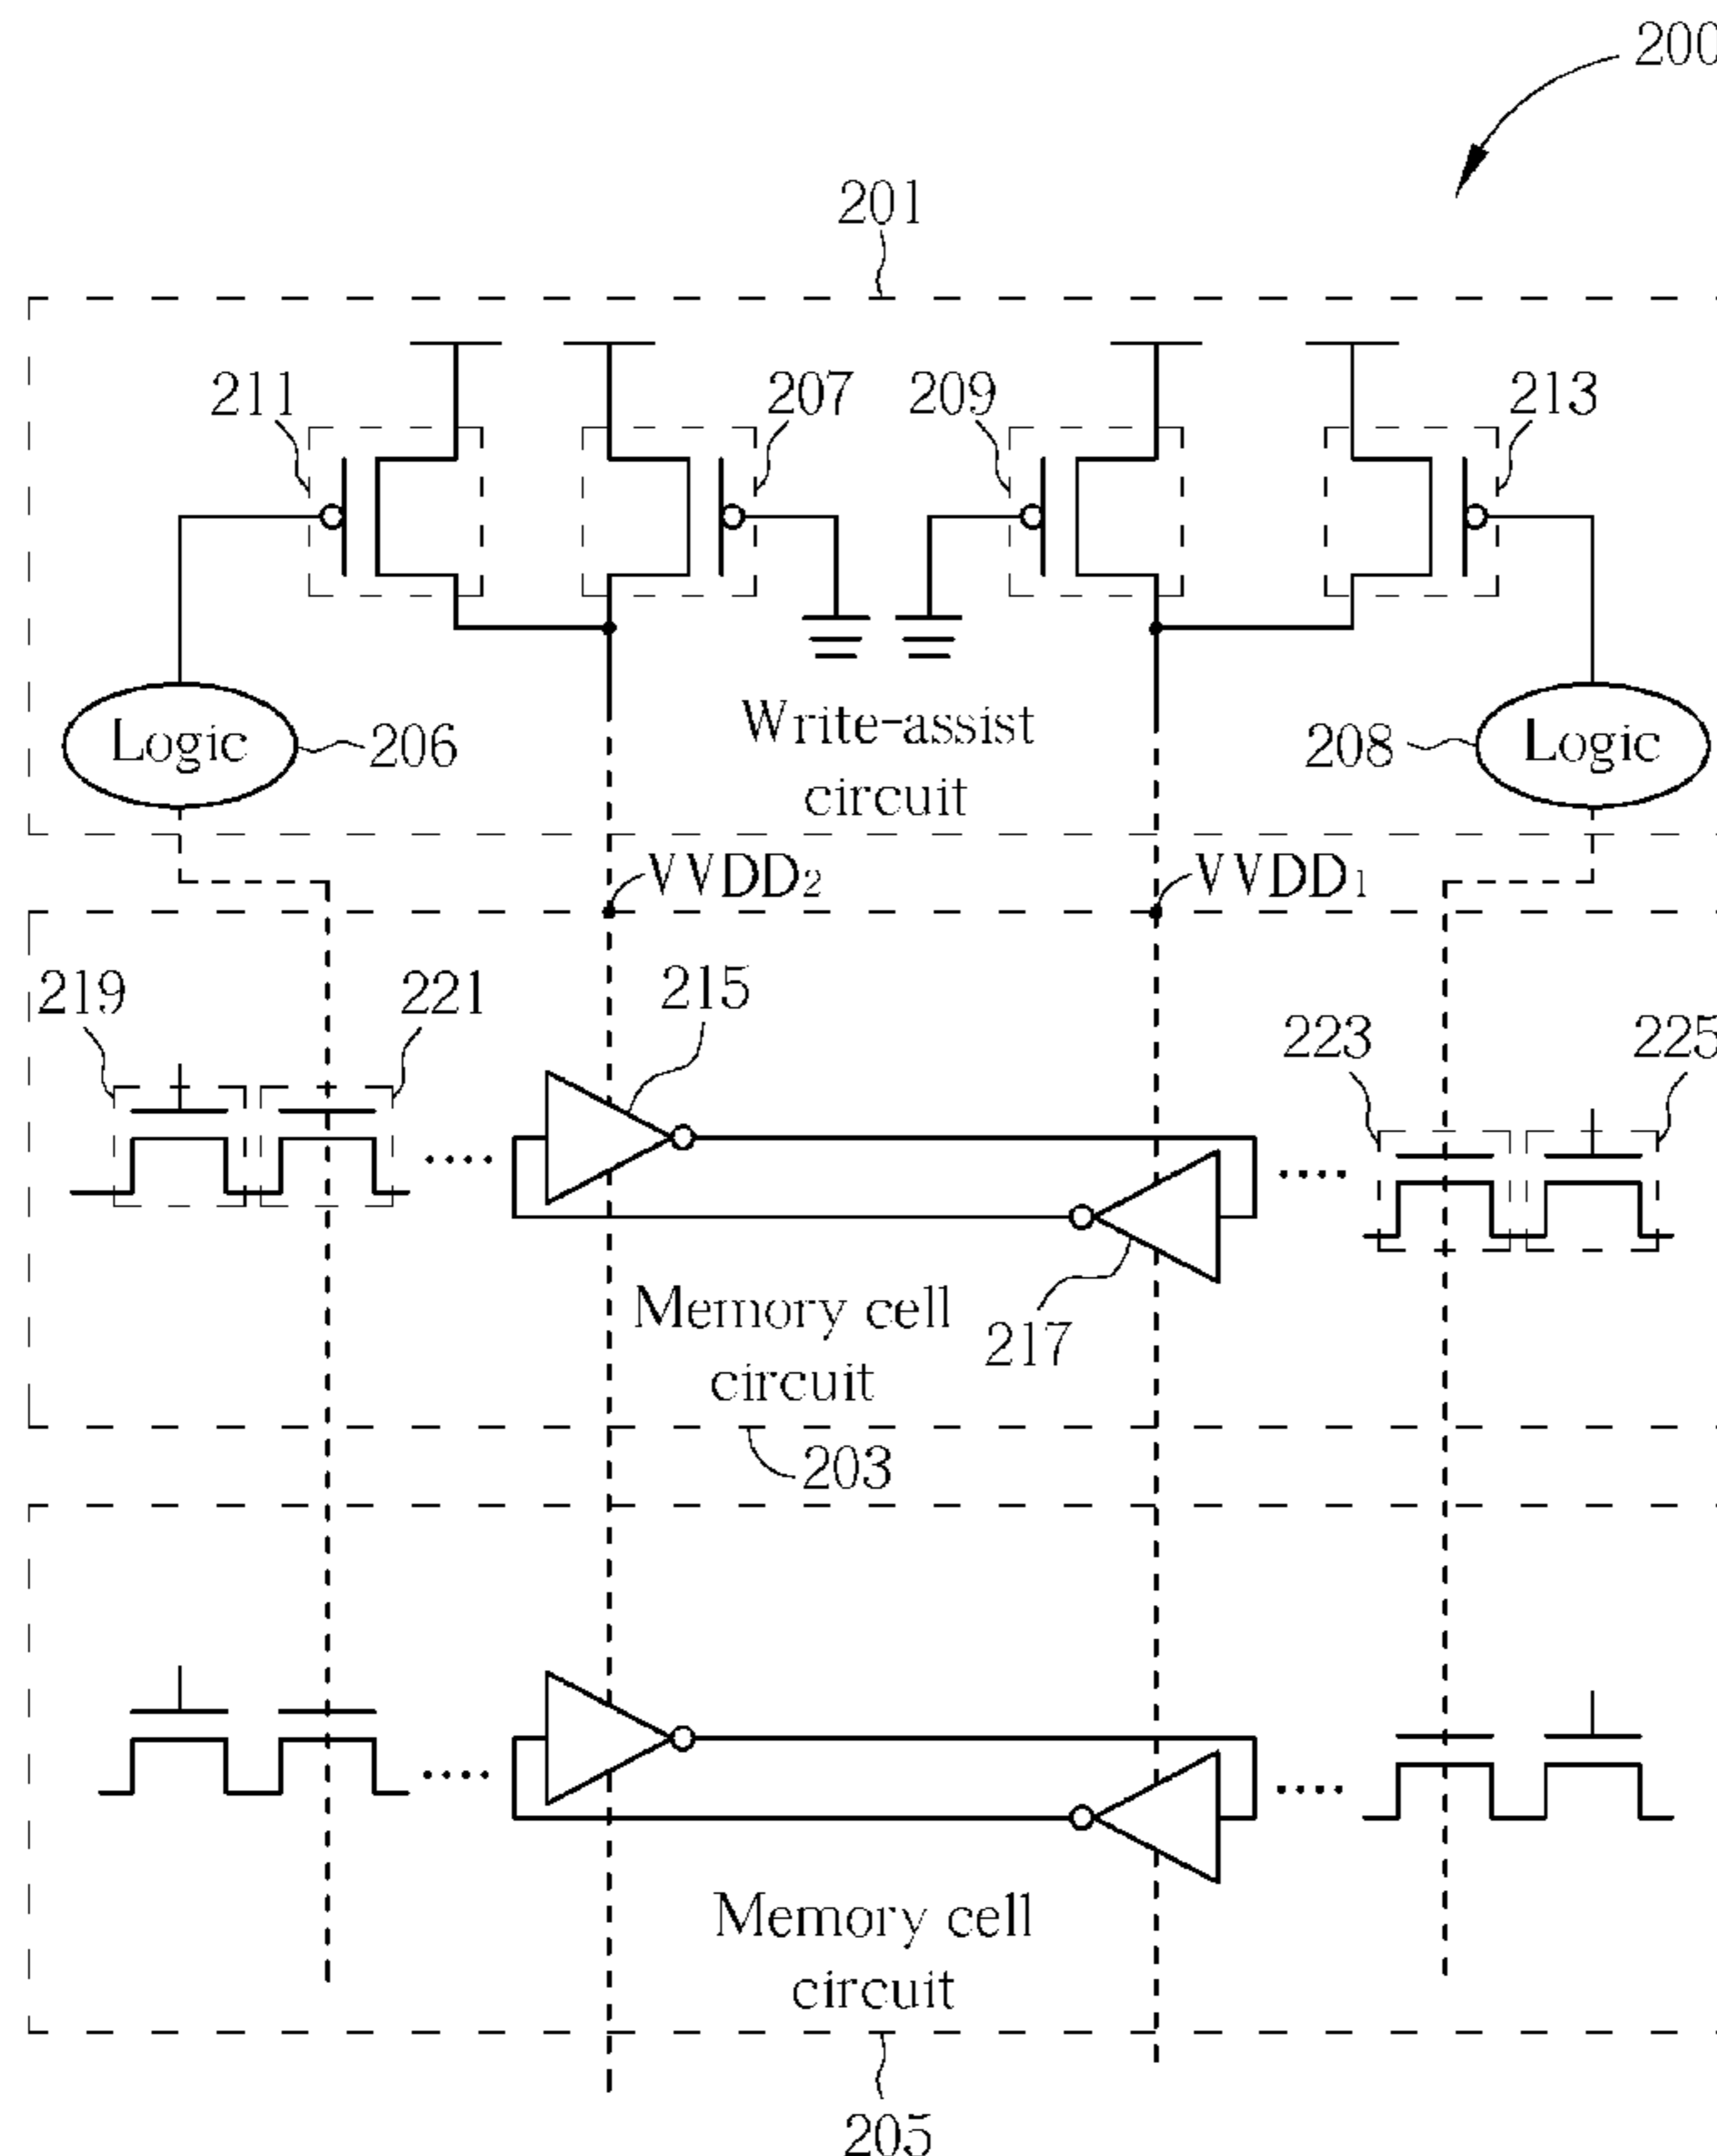 200
201
211
207
209
213
Logic
206
Write-assist
circuit
208
Logic
VVDD₂
VVDD₁
219
221
215
223
225
Memory cell
circuit
217
203
Memory cell
circuit
205